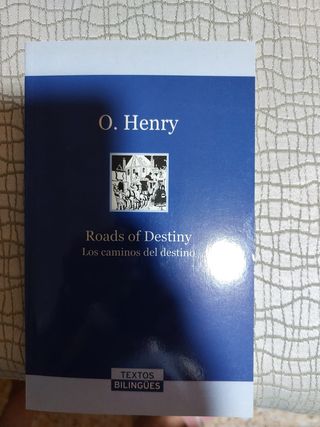 O. Henry
Roads of Destiny
Los caminos del destino
TEXTOS
BILINGÜES